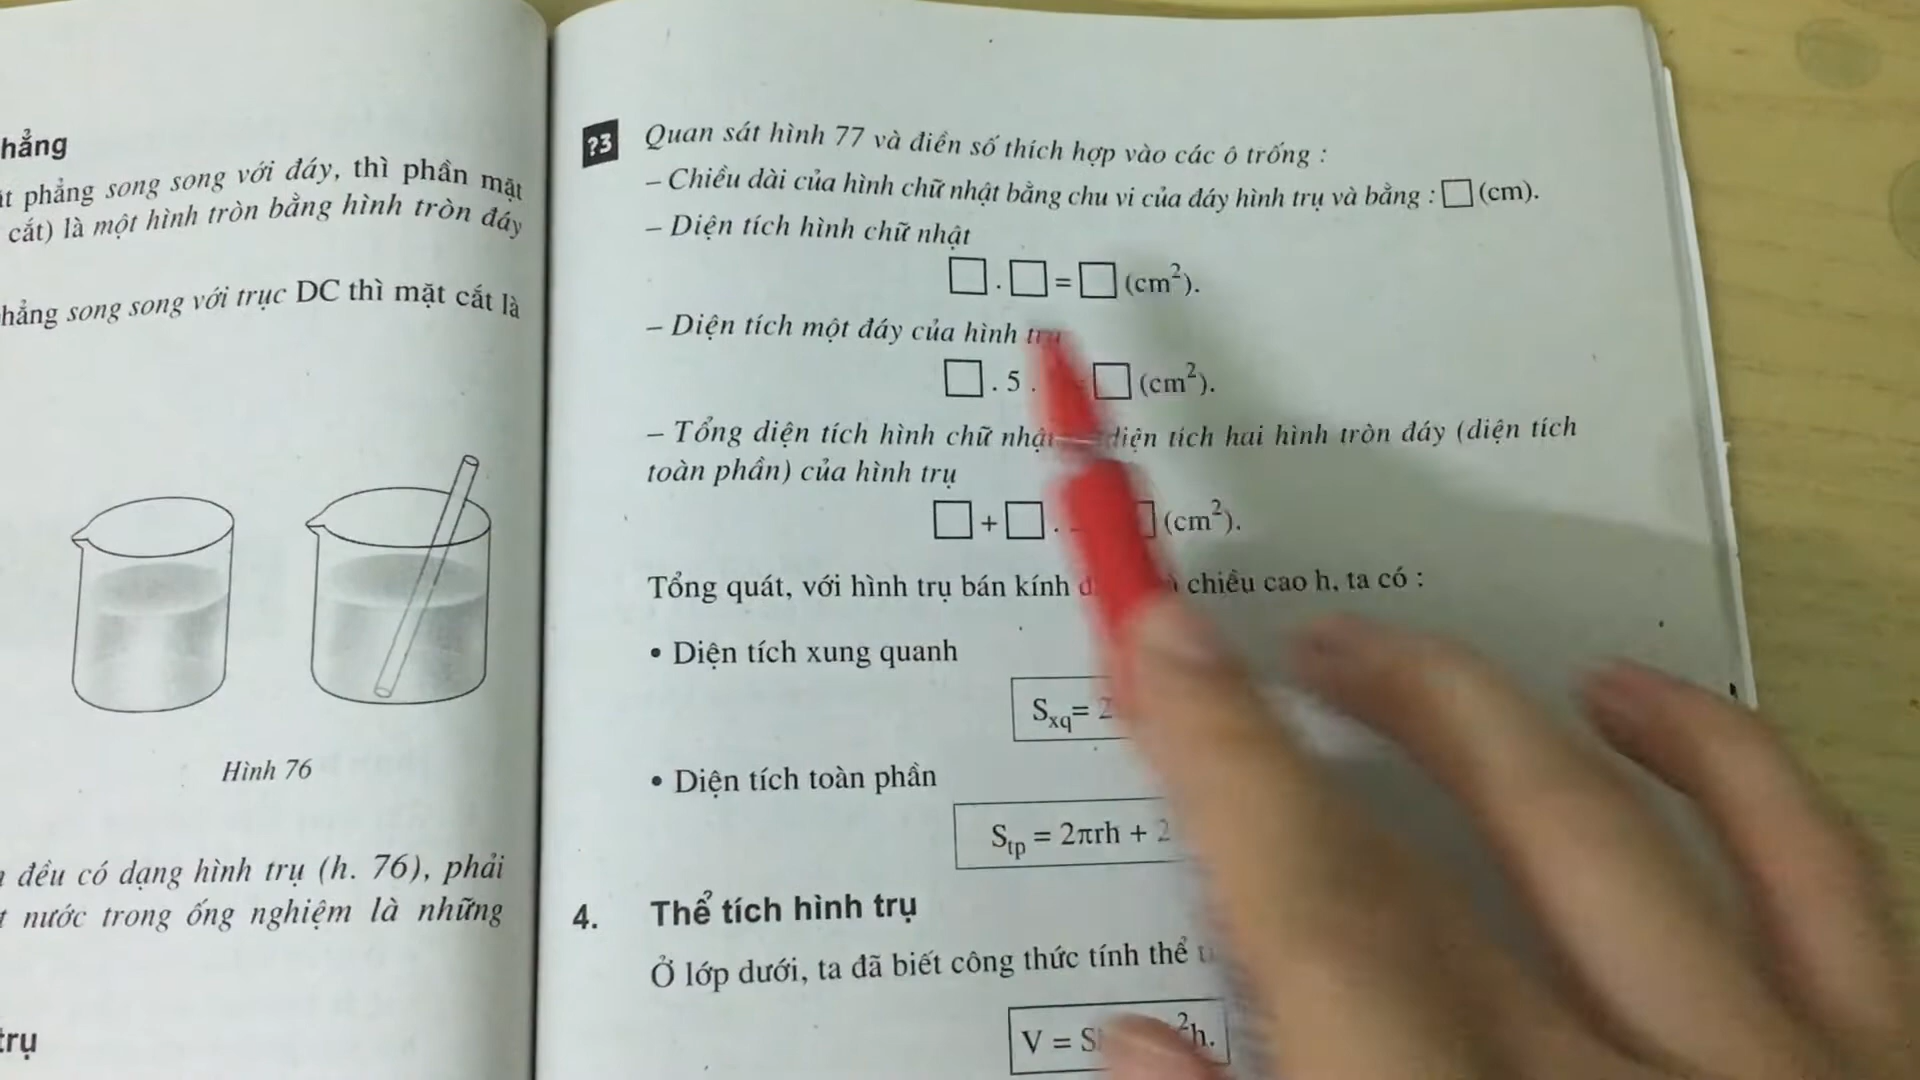 hẳng
phẳng song song với đáy, thì phần mặt
cắt) là một hình tròn bằng hình tròn đáy
hẳng song song với trục DC thì mặt cắt là
Hình 76
đều có dạng hình trụ (h. 76), phải
nước trong ống nghiệm là những
trụ
?3 Quan sát hình 77 và điền số thích hợp vào các ô trống :
– Chiều dài của hình chữ nhật bằng chu vi của đáy hình trụ và bằng : □ (cm).
– Diện tích hình chữ nhật
□ . □ = □ (cm²).
– Diện tích một đáy của hình trụ
□ . 5 . □ (cm²).
– Tổng diện tích hình chữ nhật diện tích hai hình tròn đáy (diện tích
toàn phần) của hình trụ
□ + □ . □ (cm²).
Tổng quát, với hình trụ bán kính chiều cao h, ta có :
• Diện tích xung quanh
Sxq = 2
• Diện tích toàn phần
Stp = 2πrh + 2
4. Thể tích hình trụ
Ở lớp dưới, ta đã biết công thức tính thể
V = S ²h.